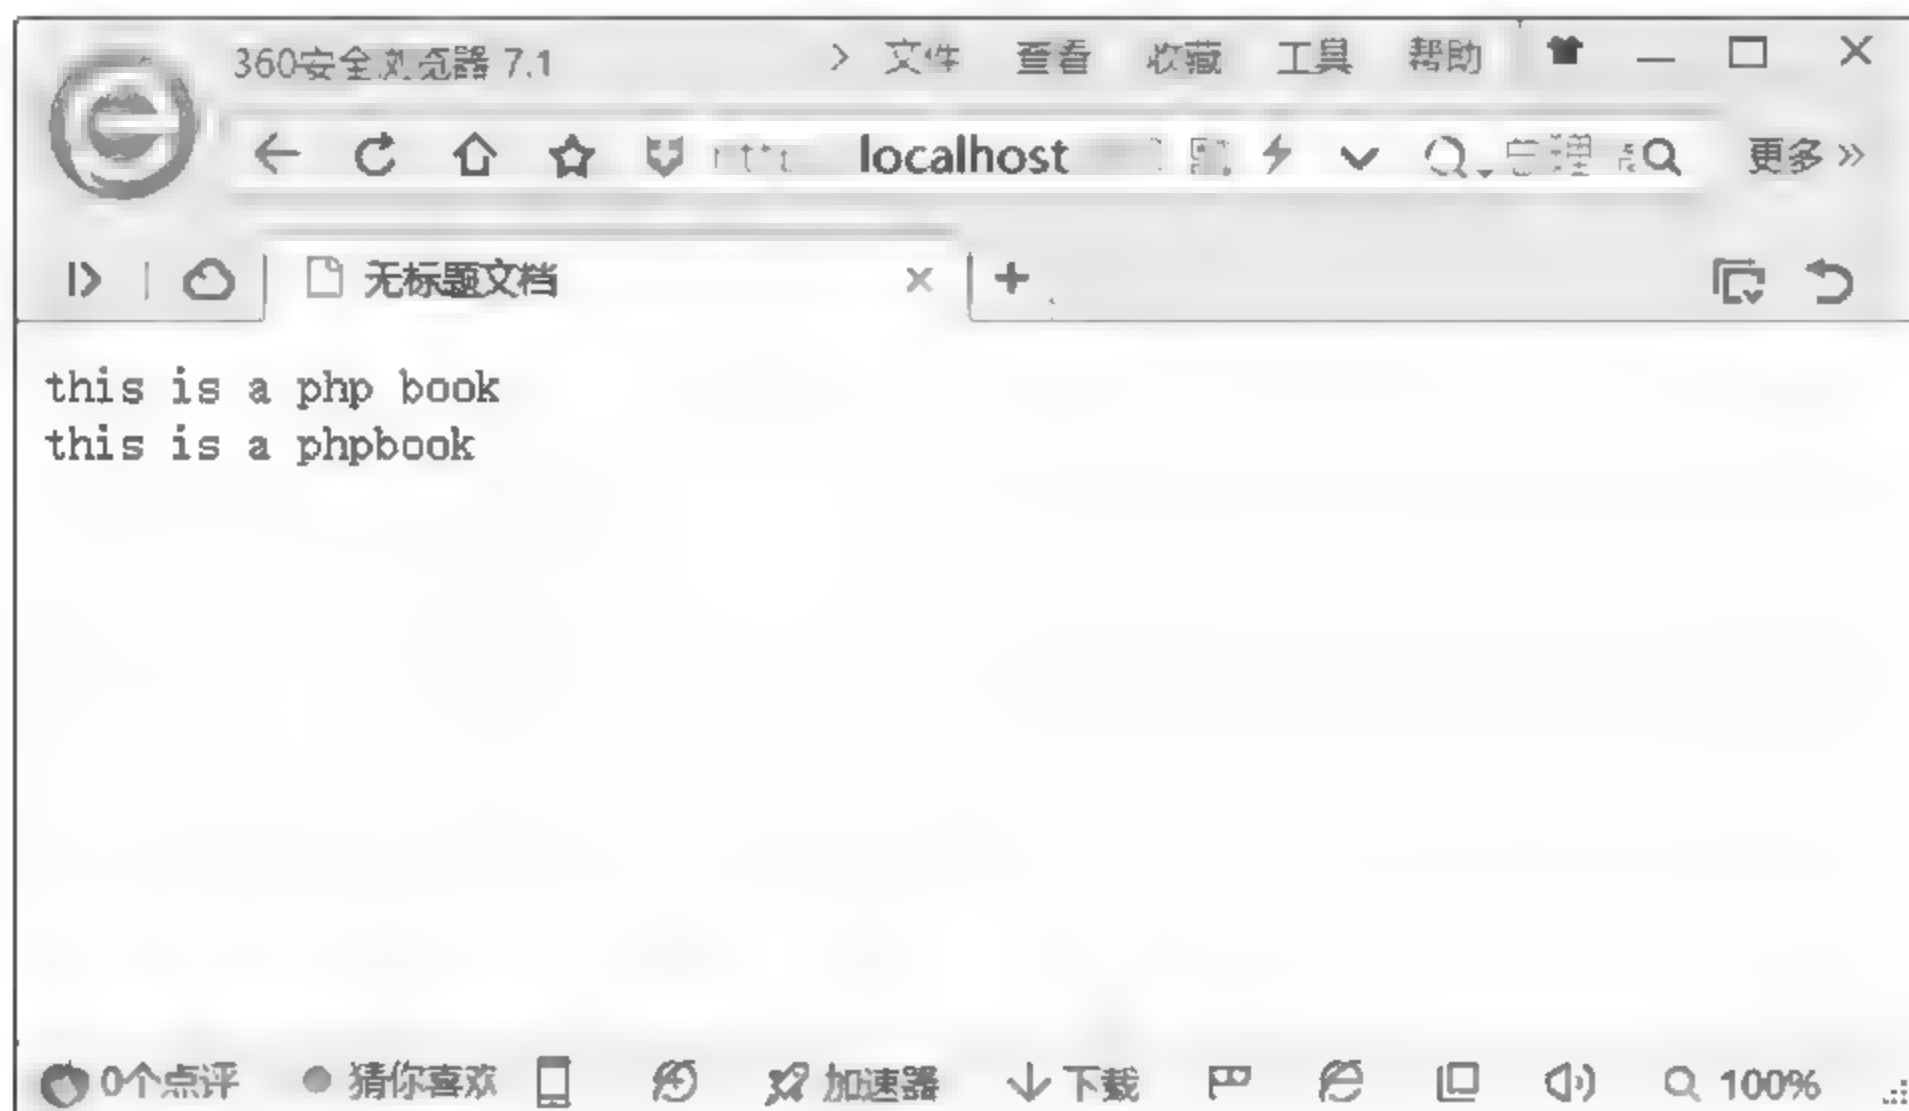 360安全浏览器 7.1 > 文件 查看 收藏 工具 帮助
localhost 更多 »
无标题文档
this is a php book
this is a phpbook
0个点评 猜你喜欢 加速器 下载 100%